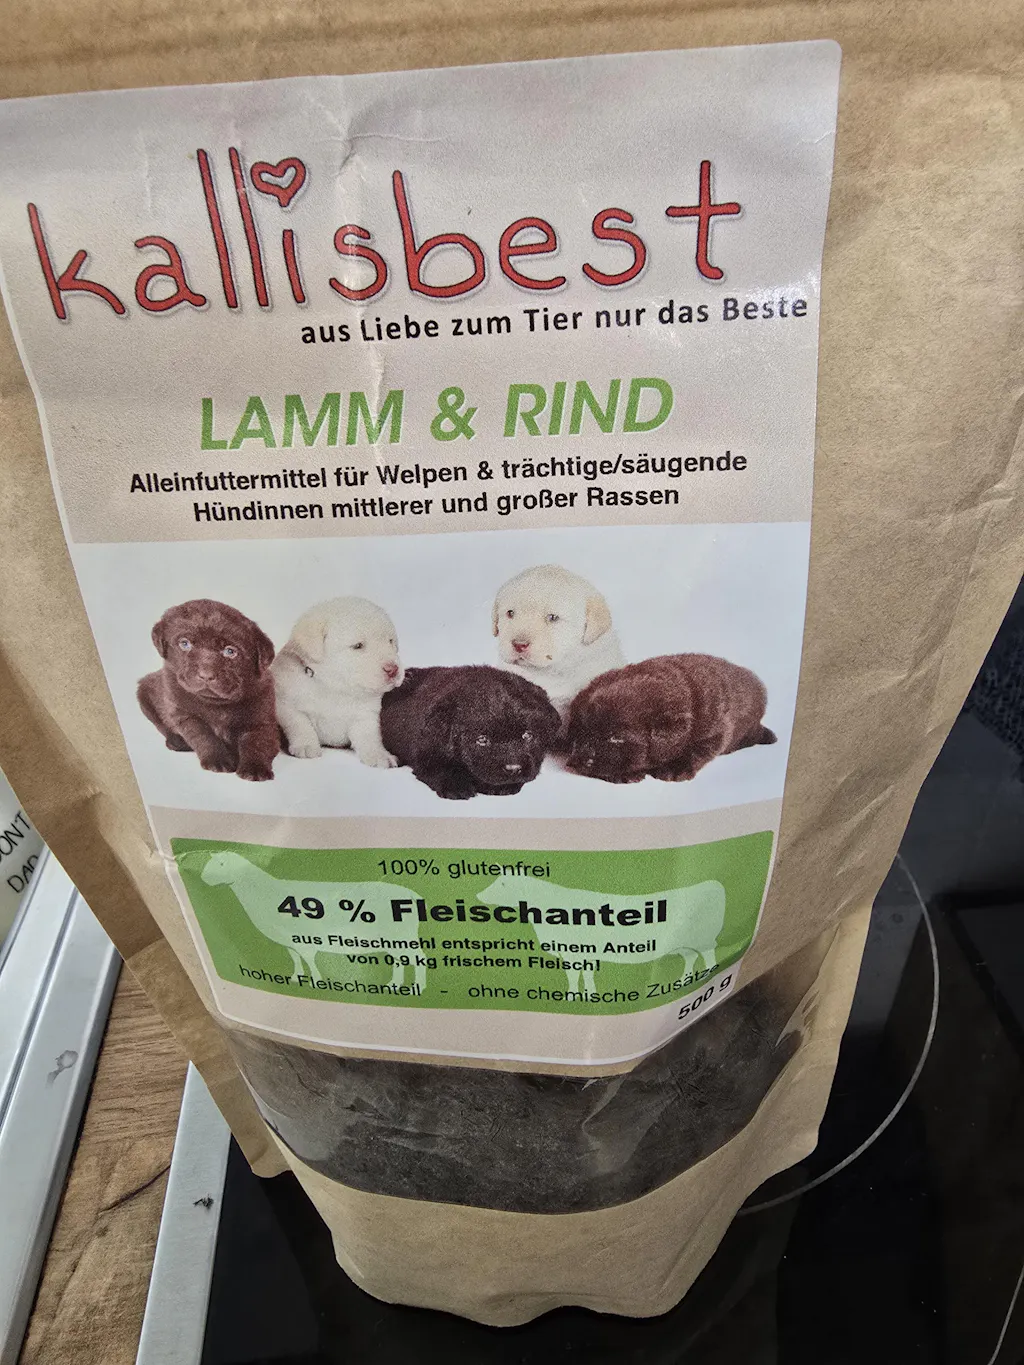 kallisbest
aus Liebe zum Tier nur das Beste
LAMM & RIND
Alleinfuttermittel für Welpen & trächtige/säugende
Hündinnen mittlerer und großer Rassen
100% glutenfrei
49 % Fleischanteil
aus Fleischmehl entspricht einem Anteil
von 0,9 kg frischem Fleisch!
hoher Fleischanteil - ohne chemische Zusätze
500 g
DAD